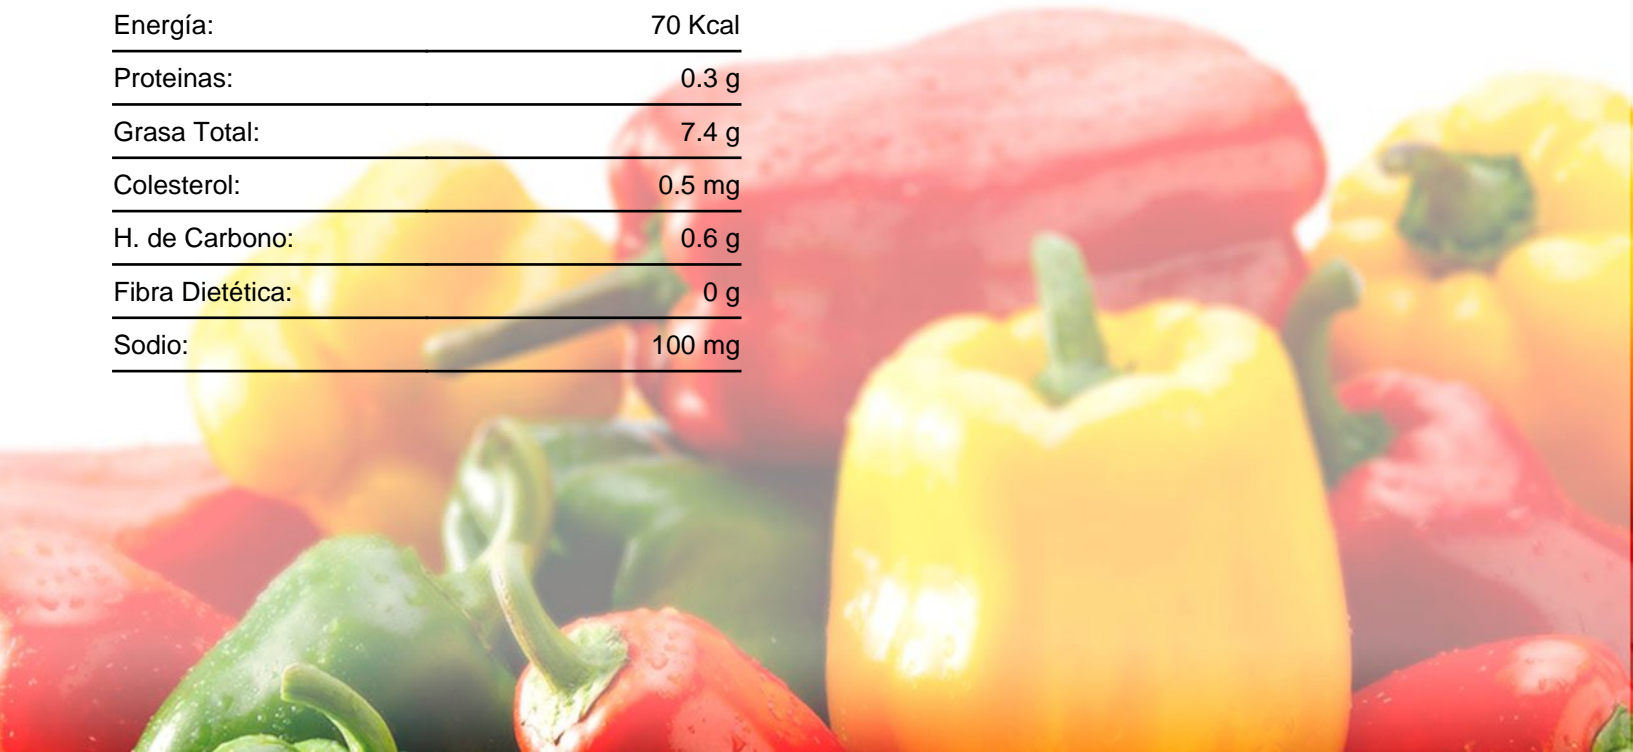 Energía: 70 Kcal
Proteinas: 0.3 g
Grasa Total: 7.4 g
Colesterol: 0.5 mg
H. de Carbono: 0.6 g
Fibra Dietética: 0 g
Sodio: 100 mg